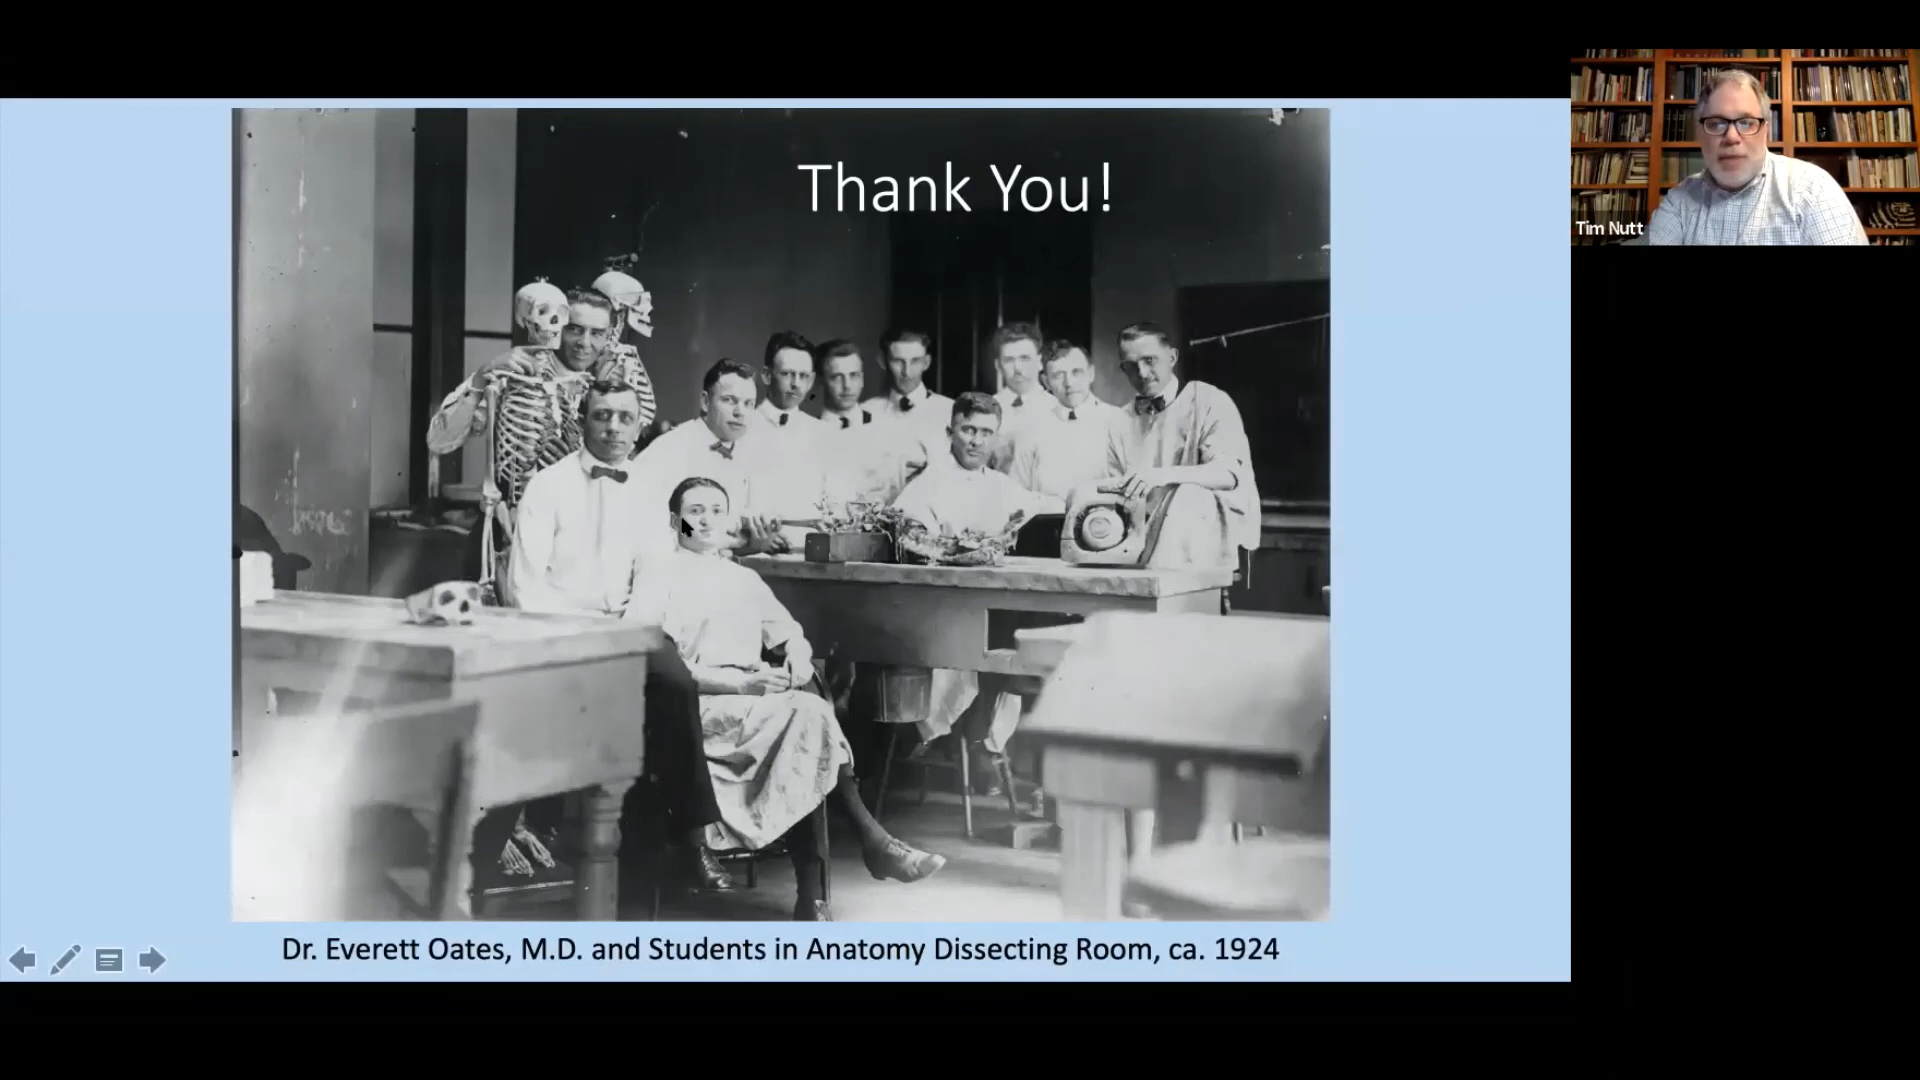 Thank You!
Tim Nutt
Dr. Everett Oates, M.D. and Students in Anatomy Dissecting Room, ca. 1924